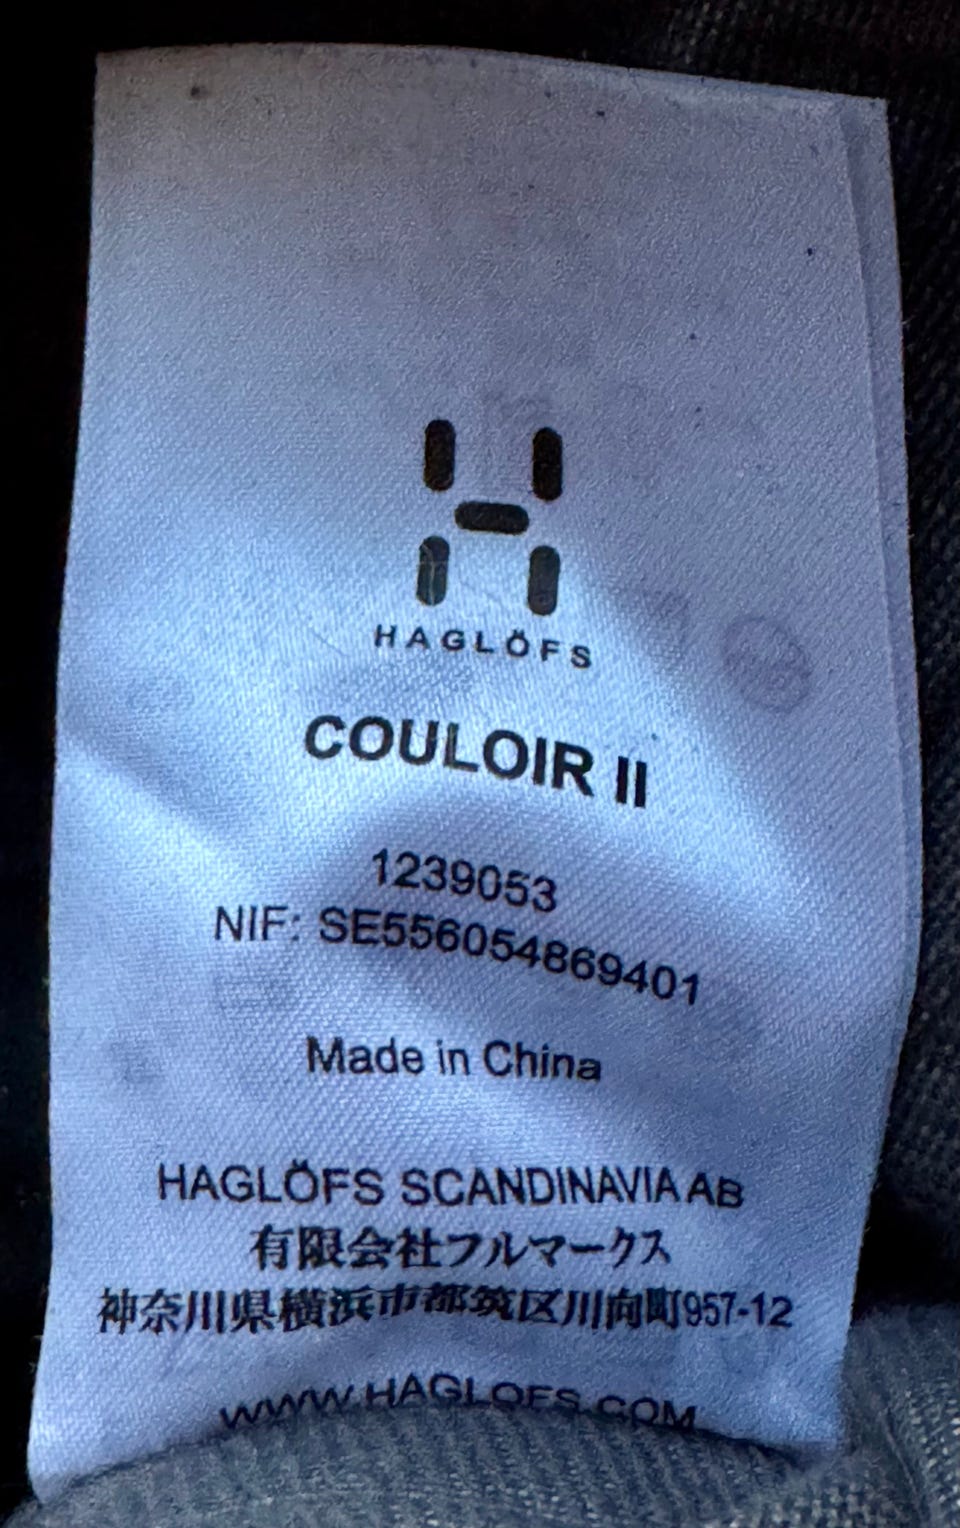 HAGLÖFS
COULOIR II
1239053
NIF: SE556054869401
Made in China
HAGLÖFS SCANDINAVIA AB
有限会社フルマークス
神奈川県横浜市都筑区川向町957-12
WWW.HAGLOFS.COM